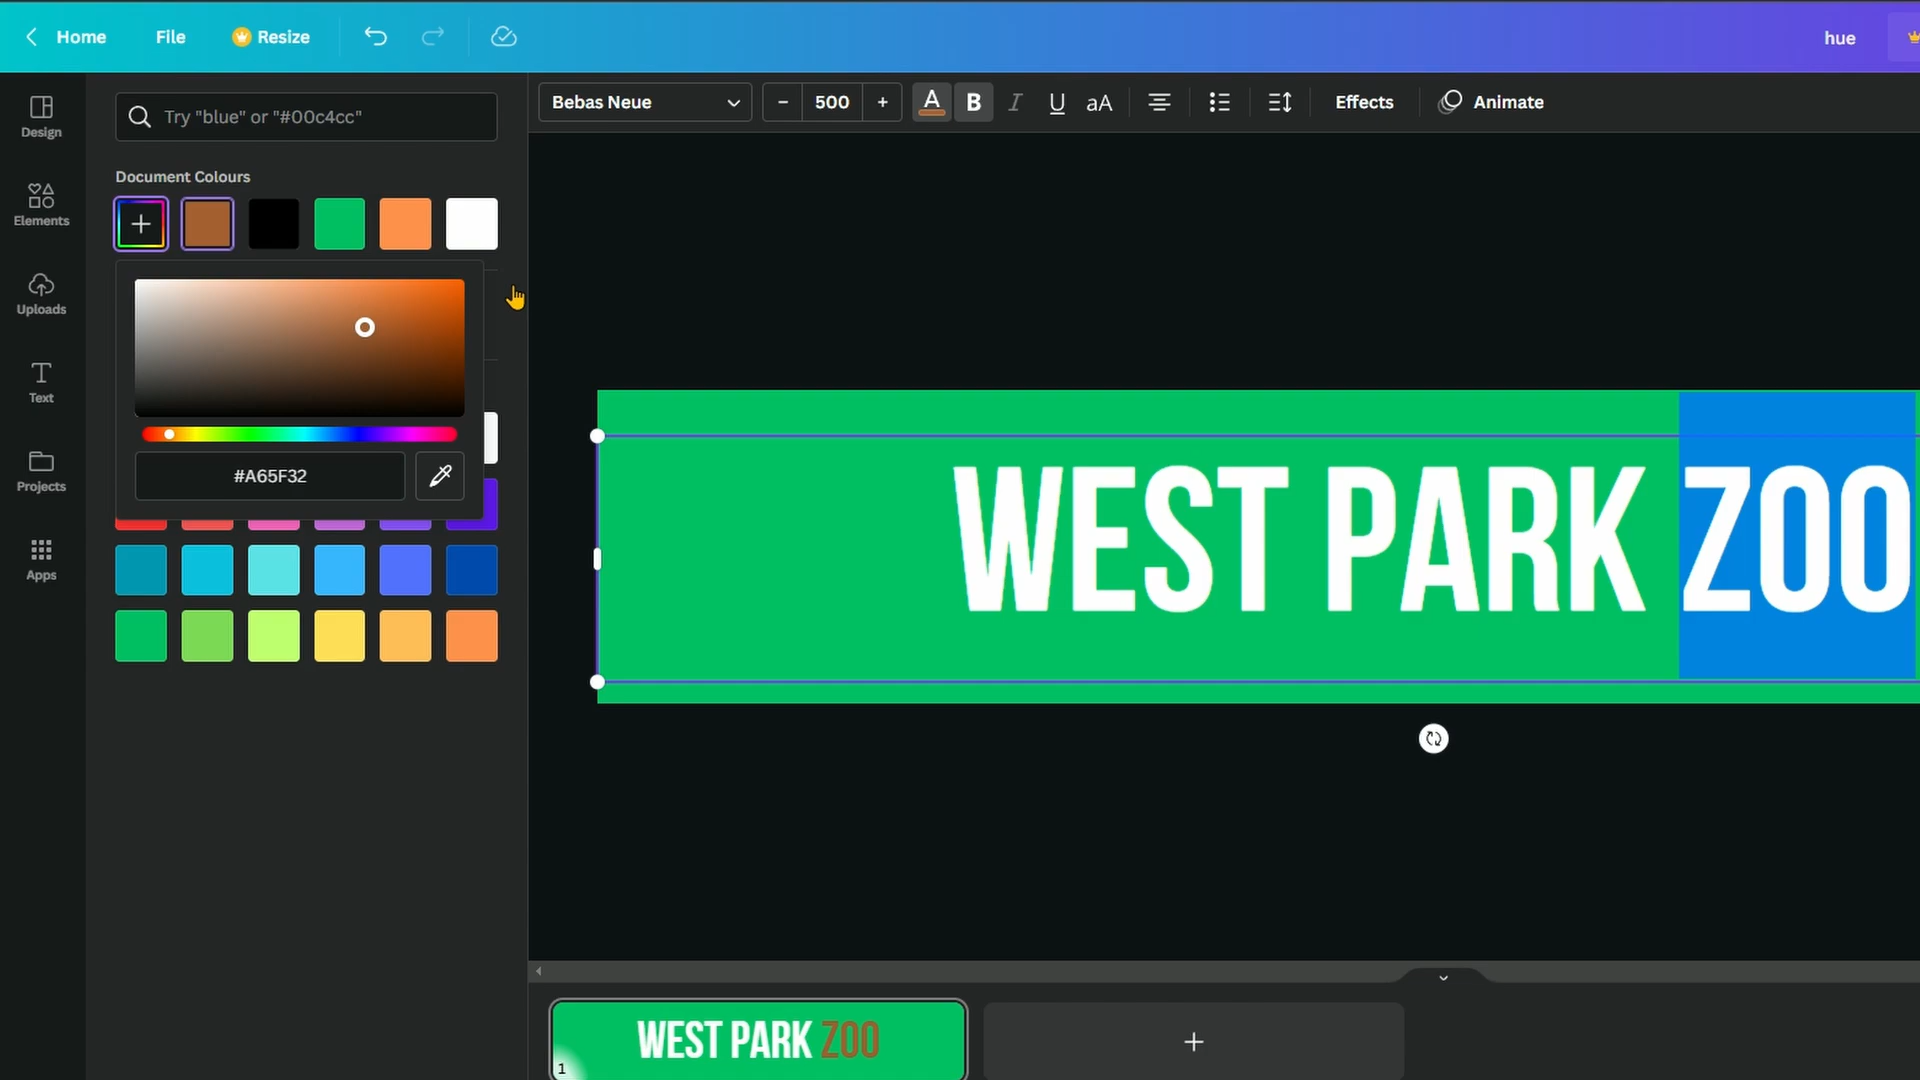 Home File Resize hue
Design
Elements
Uploads
Text
Projects
Apps
Try "blue" or "#00c4cc"
Document Colours
#A65F32
Bebas Neue - 500 + A B I U aA Effects Animate
WEST PARK ZOO
WEST PARK ZOO
1